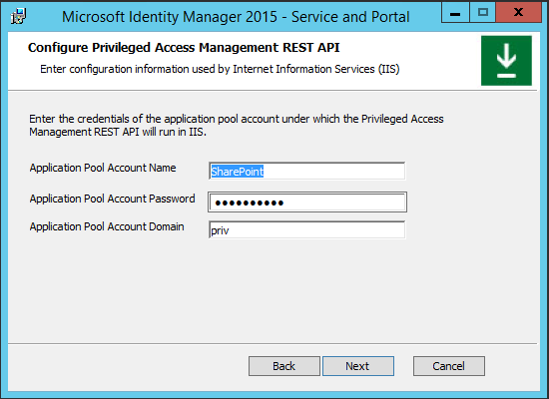 Microsoft Identity Manager 2015 - Service and Portal
Configure Privileged Access Management REST API
Enter configuration information used by Internet Information Services (IIS)
Enter the credentials of the application pool account under which the Privileged Access
Management REST API will run in IIS.
Application Pool Account Name
SharePoint
Application Pool Account Password
●●●●●●●●●●
Application Pool Account Domain
priv
Back
Next
Cancel